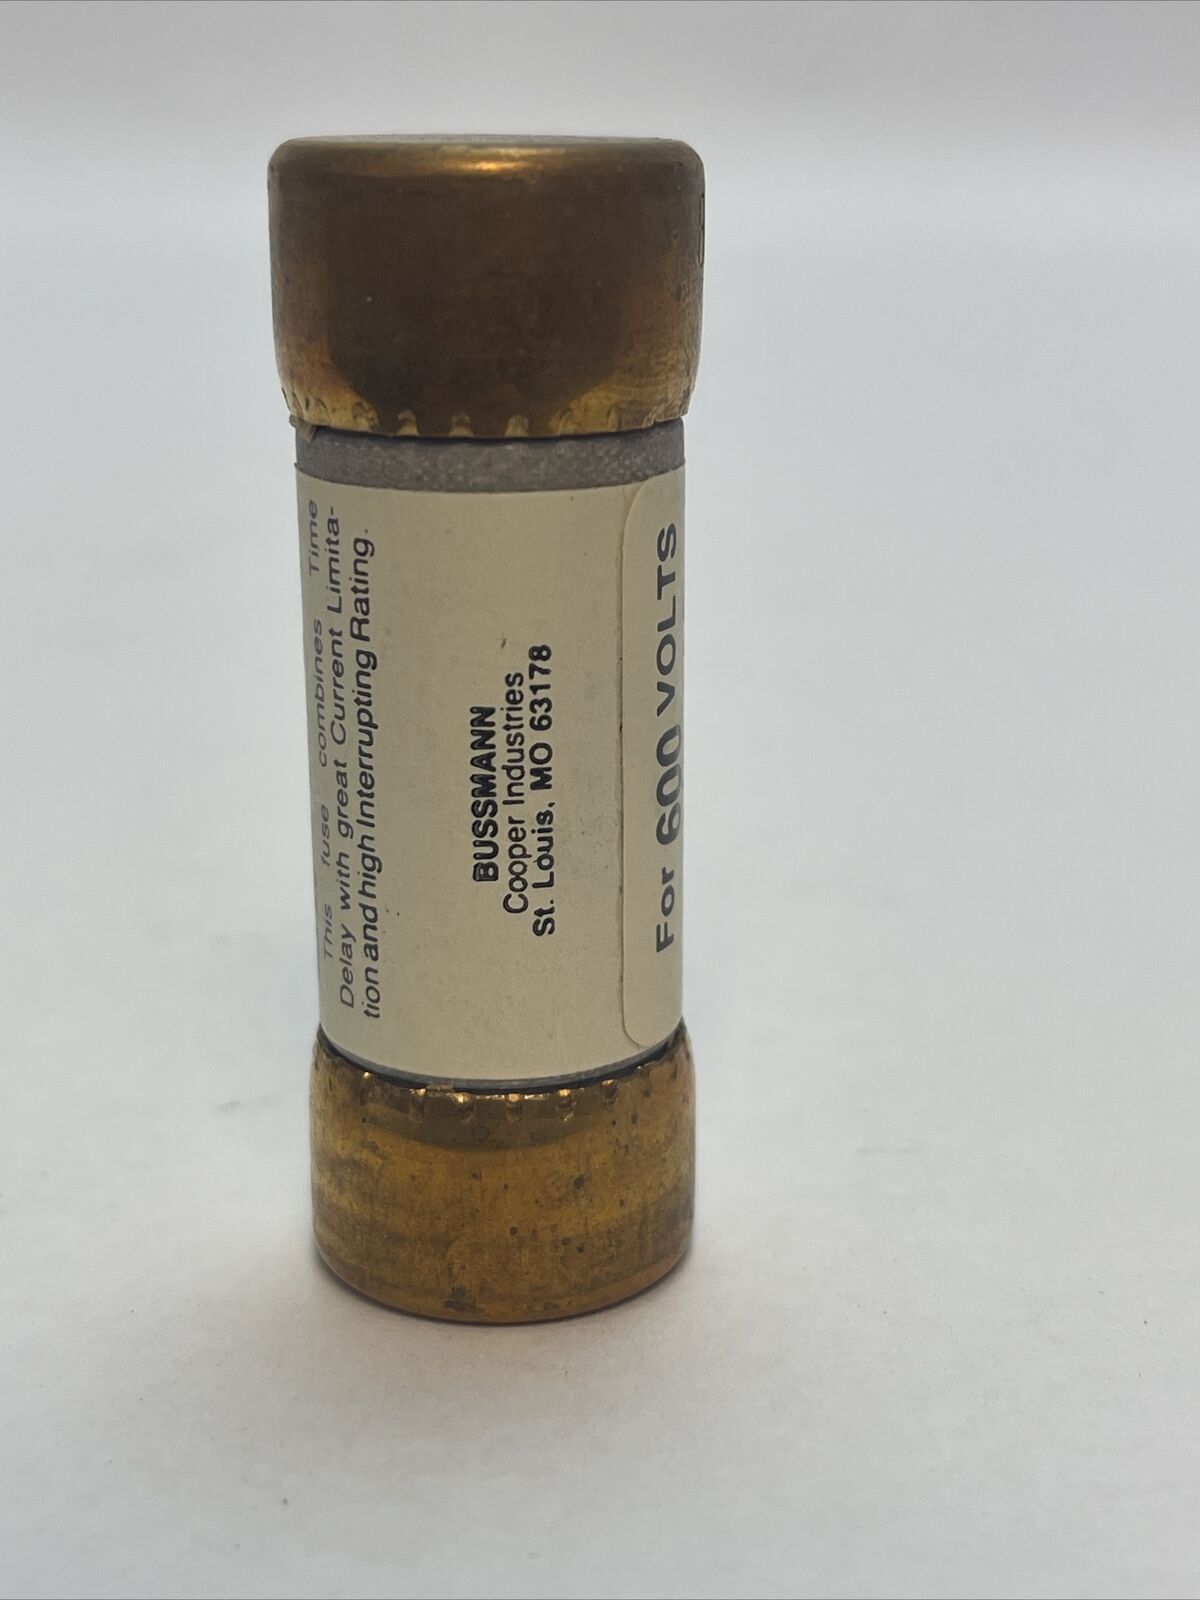 This fuse combines Time
Delay with great Current Limita-
tion and high Interrupting Rating.
BUSSMANN
Cooper Industries
St. Louis, MO 63178
For 600 VOLTS